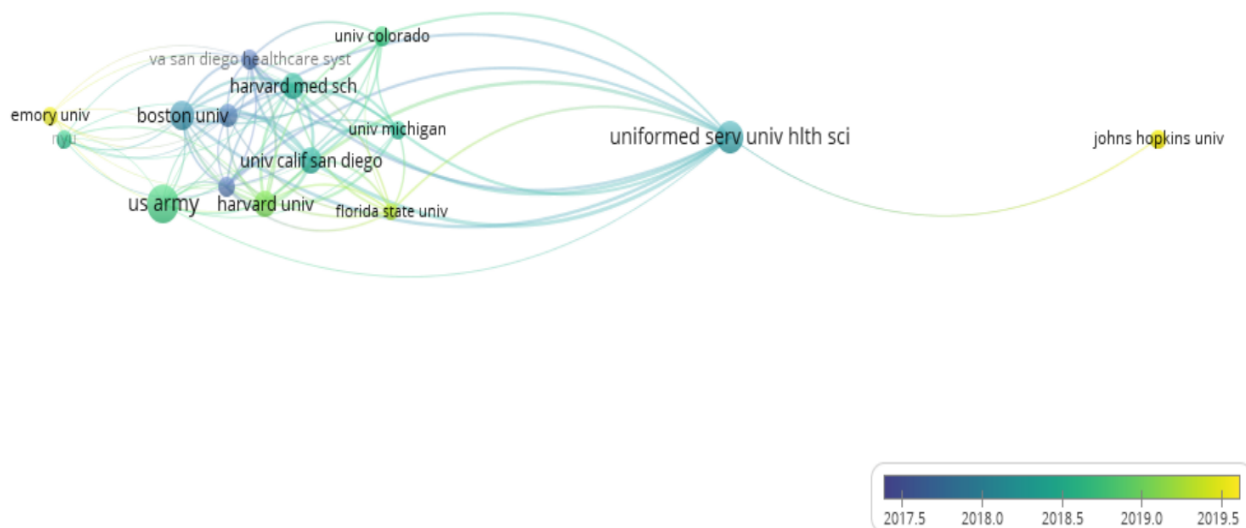 univ colorado
va san diego healthcare syst
harvard med sch
emory univ
boston univ
univ michigan
nyu
uniformed serv univ hlth sci
johns hopkins univ
univ calif san diego
us army
harvard univ
florida state univ
2017.5 2018.0 2018.5 2019.0 2019.5